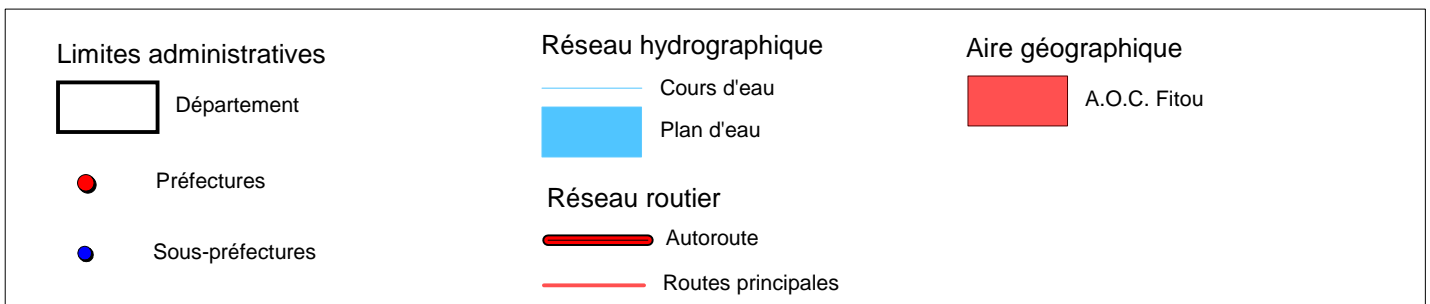 Limites administratives
Département
Préfectures
Sous-préfectures
Réseau hydrographique
Cours d'eau
Plan d'eau
Réseau routier
Autoroute
Routes principales
Aire géographique
A.O.C. Fitou